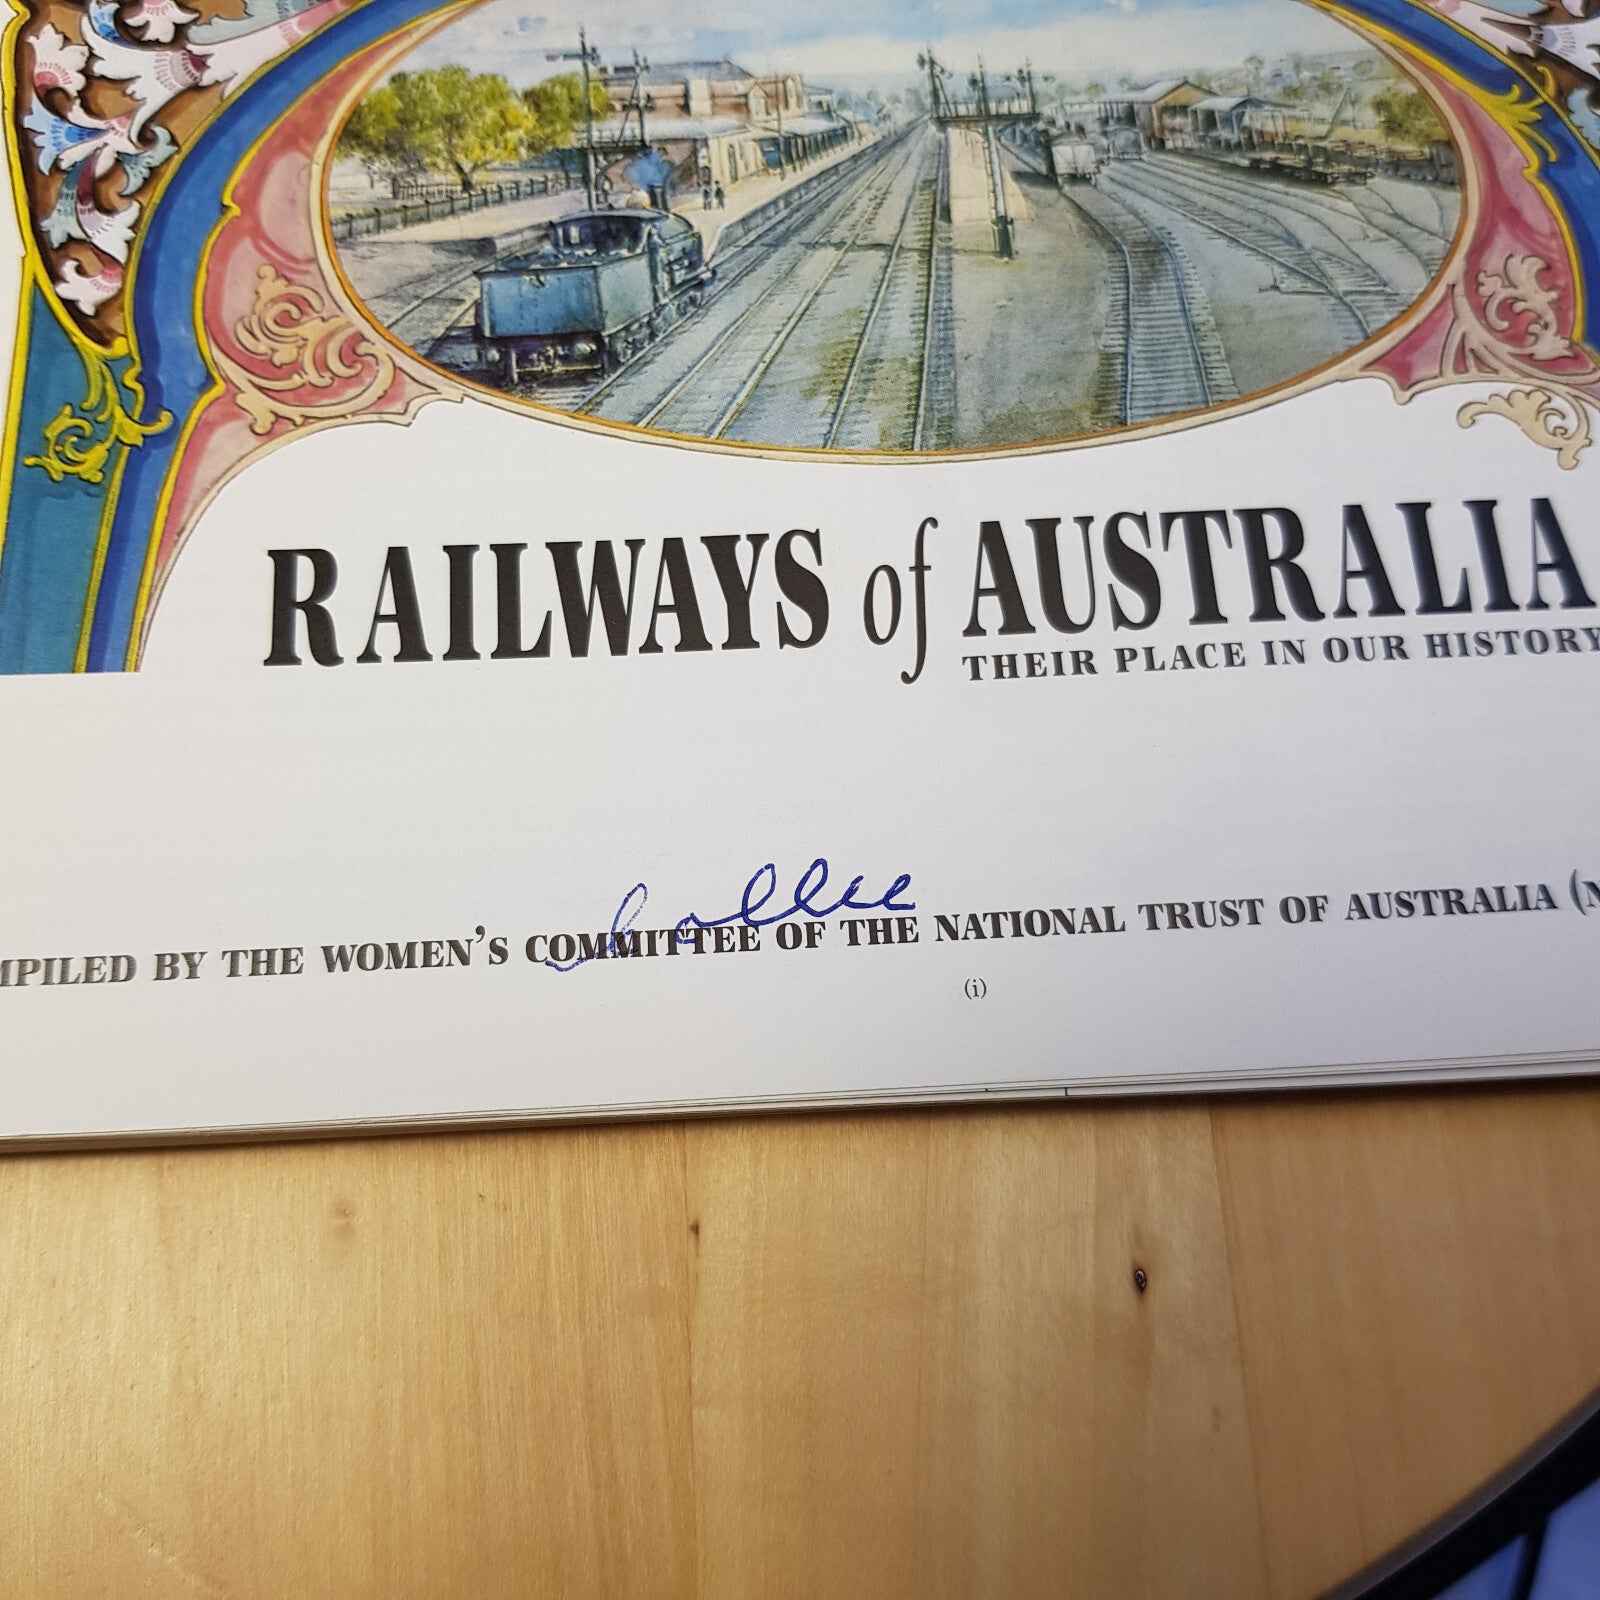 RAILWAYS of AUSTRALIA
THEIR PLACE IN OUR HISTORY
MPILED BY THE WOMEN'S COMMITTEE OF THE NATIONAL TRUST OF AUSTRALIA (N
(i)